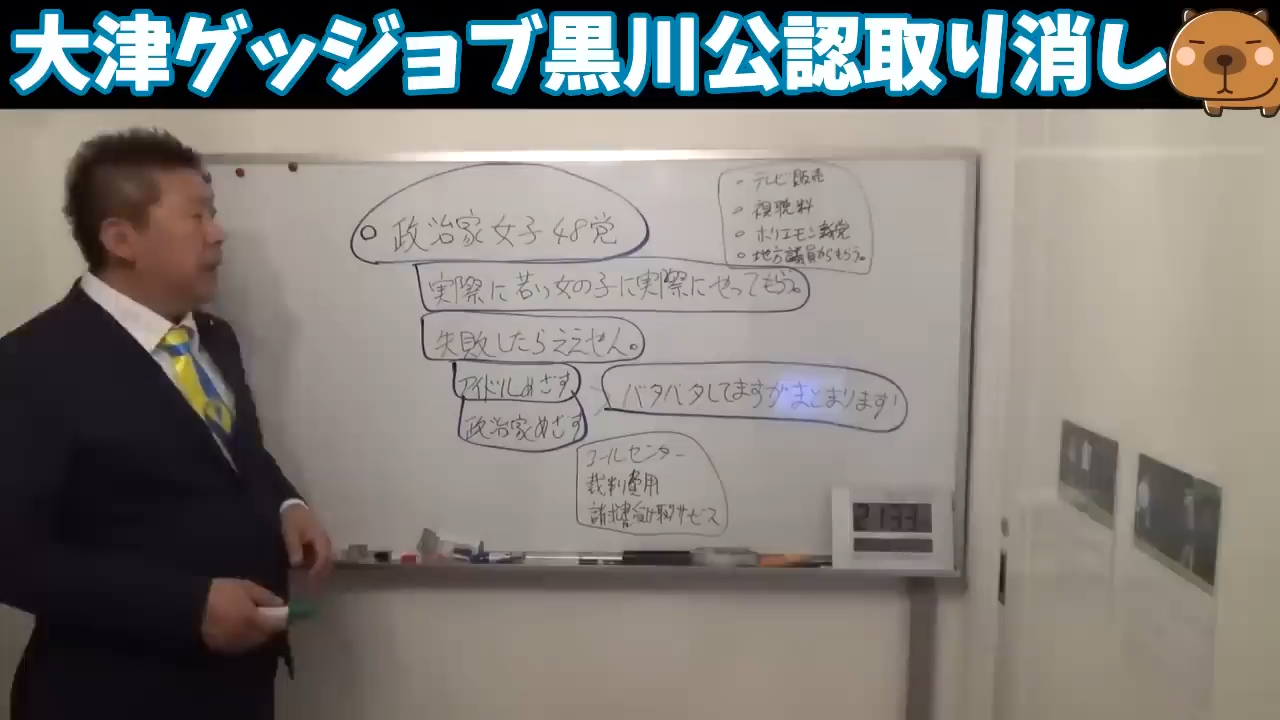 大津グッジョブ黒川公認取り消し
・テレビ販売
・視聴料
・ホリエモン新党
・地方議員からもらう。
○ 政治家女子48党
実際に若い女の子に実際にやってもらう。
失敗したらええせん。
アイドルめざす
政治家めざす
バタバタしてますがまとまります!
コールセンター
裁判費用
請求書受け取りサービス